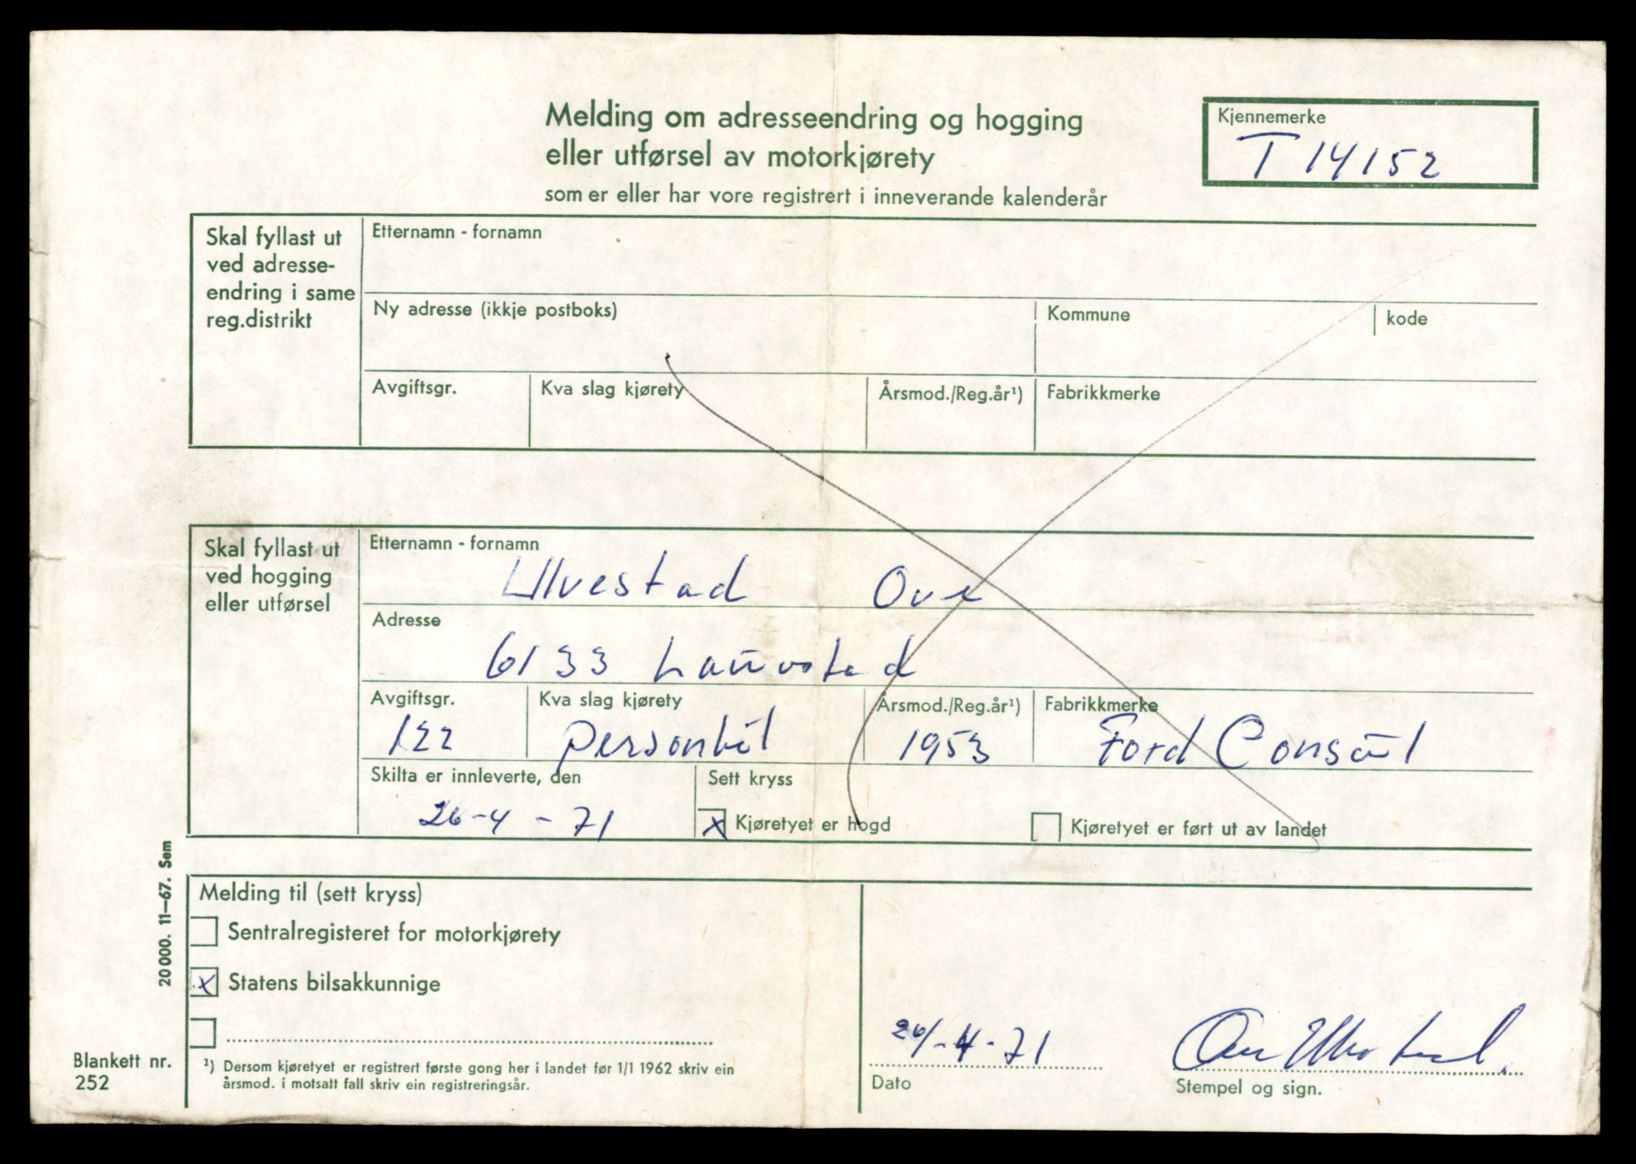 Melding om adresseendring og hogging
eller utførsel av motorkjørety
som er eller har vore registrert i inneverande kalenderår
Kjennemerke
T 14152
Skal fyllast ut
ved adresse-
endring i same
reg.distrikt
Etternamn - fornamn
Ny adresse (ikkje postboks)
Kommune
kode
Avgiftsgr.
Kva slag kjørety
Årsmod./Reg.år¹)
Fabrikkmerke
Skal fyllast ut
ved hogging
eller utførsel
Etternamn - fornamn
Ulvestad Ove
Adresse
6133 Lauvstad
Avgiftsgr.
122
Kva slag kjørety
personbil
Årsmod./Reg.år¹)
1953
Fabrikkmerke
Ford Consul
Skilta er innleverte, den
26-4-71
Sett kryss
x Kjøretyet er hogd
Kjøretyet er ført ut av landet
Melding til (sett kryss)
Sentralregisteret for motorkjørety
x Statens bilsakkunnige
¹) Dersom kjøretyet er registrert første gong her i landet før 1/1 1962 skriv ein
årsmod. i motsatt fall skriv ein registreringsår.
26/-4-71
Dato
Ove Ulvestad.
Stempel og sign.
20 000. 11—67. Sem
Blankett nr.
252